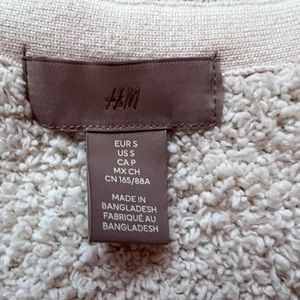 H&M
EUR S
US S
CA P
MX CH
CN 165/88A
MADE IN
BANGLADESH
FABRIQUÉ AU
BANGLADESH